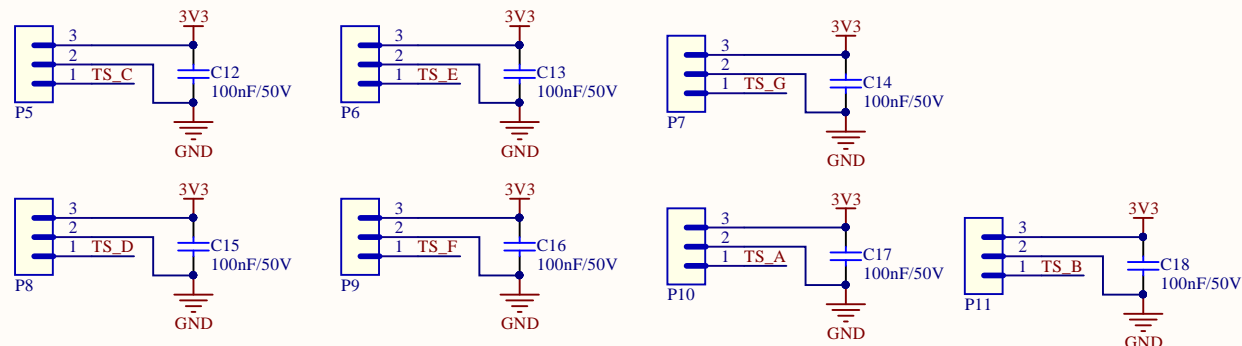 3V3
3
2
1 TS_C
C12
100nF/50V
P5
GND
3V3
3
2
1 TS_E
C13
100nF/50V
P6
GND
3V3
3
2
1 TS_G
C14
100nF/50V
P7
GND
3V3
3
2
1 TS_D
C15
100nF/50V
P8
GND
3V3
3
2
1 TS_F
C16
100nF/50V
P9
GND
3V3
3
2
1 TS_A
C17
100nF/50V
P10
GND
3V3
3
2
1 TS_B
C18
100nF/50V
P11
GND